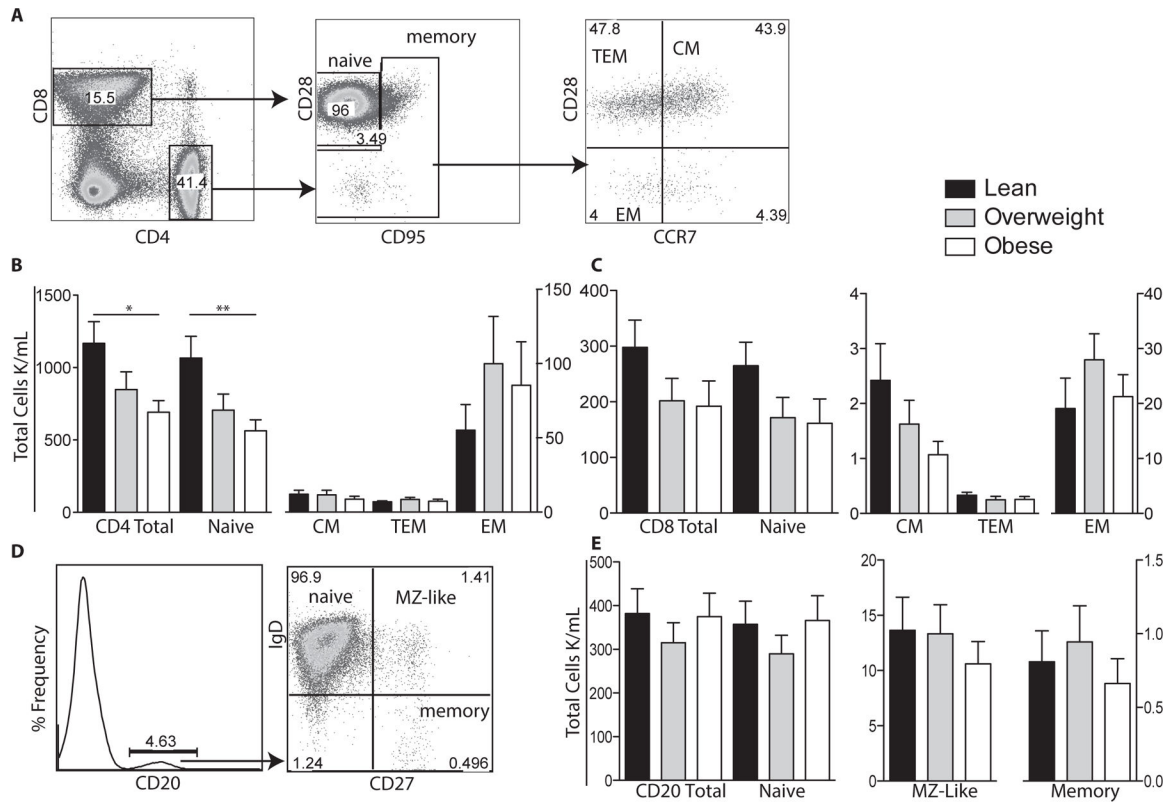 A
CD8
15.5
41.4
CD4
naive
memory
CD28
96
3.49
CD95
47.8
43.9
TEM
CM
CD28
4
EM
4.39
CCR7
Lean
Overweight
Obese
B
Total Cells K/mL
1500
1000
500
0
*
**
CD4 Total
Naive
150
100
50
0
CM
TEM
EM
C
400
300
200
100
0
CD8 Total
Naive
4
3
2
1
0
40
30
20
10
0
CM
TEM
EM
D
% Frequency
4.63
CD20
96.9
1.41
naive
MZ-like
IgD
memory
1.24
0.496
CD27
E
Total Cells K/mL
500
400
300
200
100
0
CD20 Total
Naive
20
15
10
5
0
1.5
1.0
0.5
0.0
MZ-Like
Memory